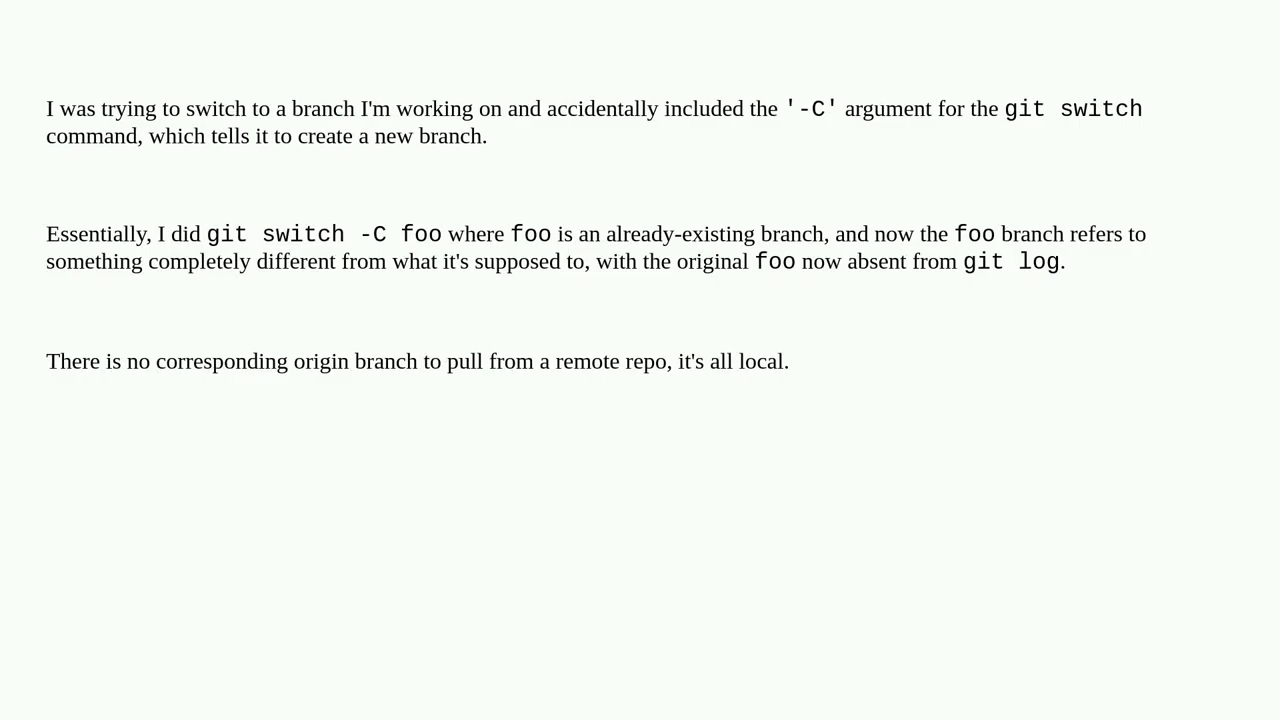 I was trying to switch to a branch I'm working on and accidentally included the '-C' argument for the git switch
command, which tells it to create a new branch.
Essentially, I did git switch -C foo where foo is an already-existing branch, and now the foo branch refers to
something completely different from what it's supposed to, with the original foo now absent from git log.
There is no corresponding origin branch to pull from a remote repo, it's all local.